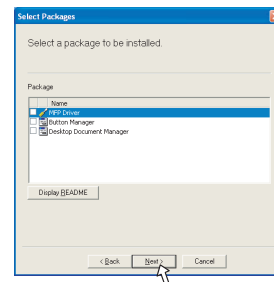 Select Packages
Select a package to be installed.
Package
Name
MFP Driver
Button Manager
Desktop Document Manager
Display README
< Back
Next >
Cancel